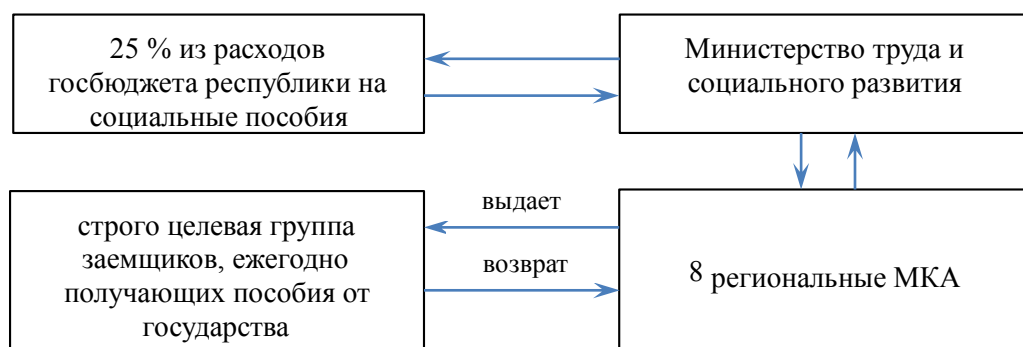 25 % из расходов
госбюджета республики на
социальные пособия
Министерство труда и
социального развития
строго целевая группа
заемщиков, ежегодно
получающих пособия от
государства
выдает
возврат
8 региональные МКА